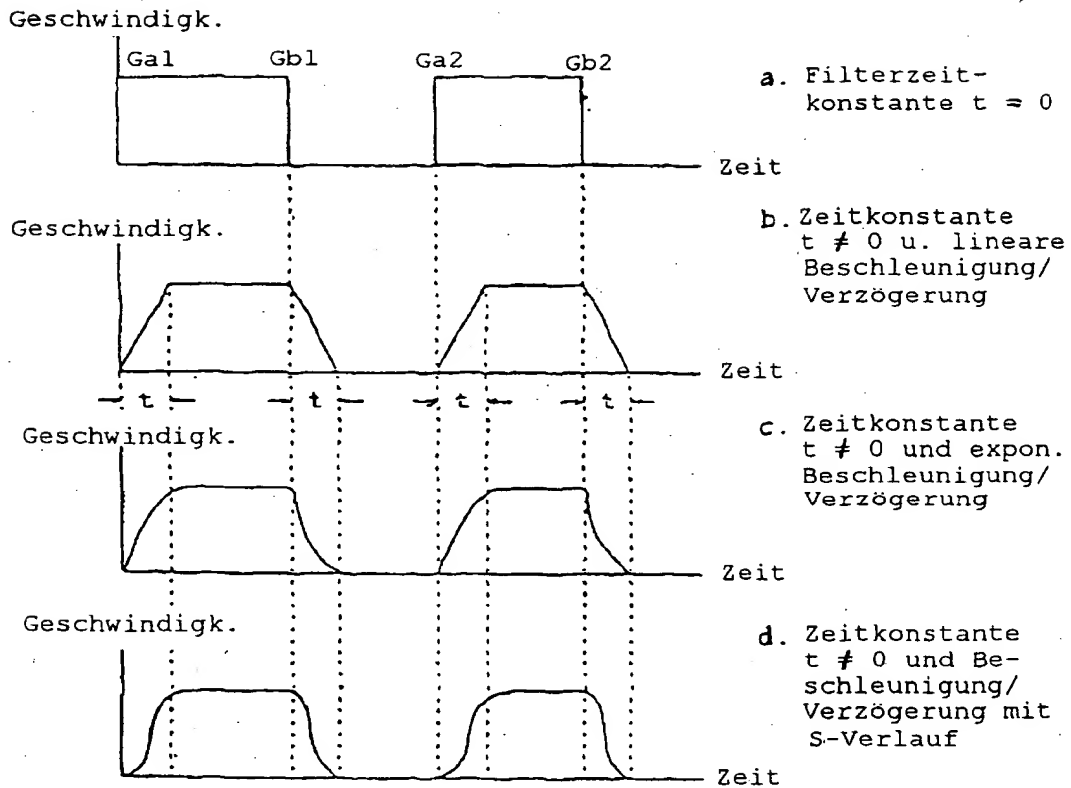 Geschwindigk.
Ga1 Gb1 Ga2 Gb2
a. Filterzeit-
konstante t = 0
Zeit
Geschwindigk.
b. Zeitkonstante
t ≠ 0 u. lineare
Beschleunigung/
Verzögerung
Zeit
t t t t
Geschwindigk.
c. Zeitkonstante
t ≠ 0 und expon.
Beschleunigung/
Verzögerung
Zeit
Geschwindigk.
d. Zeitkonstante
t ≠ 0 und Be-
schleunigung/
Verzögerung mit
S-Verlauf
Zeit